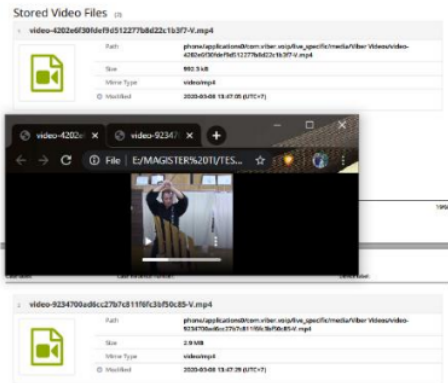 Stored Video Files
video-4202e6f30fdef9d512277b8d22c1b3f7-V.mp4
Path phone/applications0/com.viber.voip/live_specific/media/Viber Videos/video-
4202e6f30fdef9d512277b8d22c1b3f7-V.mp4
Size
Mime Type video/mp4
Modified 2020-03-08 13:47:05 (UTC+7)
video-4202e video-92347
File E:/MAGISTER%20TI/TES...
video-9234700ad6cc27b7c811f6fc3bf50c85-V.mp4
Path phone/applications0/com.viber.voip/live_specific/media/Viber Videos/video-
9234700ad6cc27b7c811f6fc3bf50c85-V.mp4
Size 2.9 MB
Mime Type video/mp4
Modified 2020-03-08 13:47:29 (UTC+7)